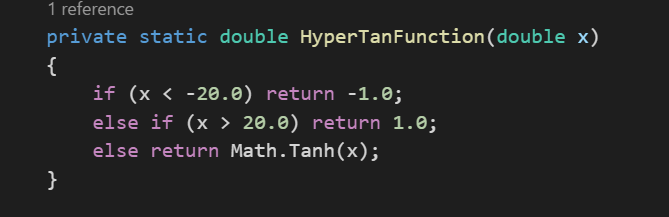 1 reference
private static double HyperTanFunction(double x)
{
    if (x < -20.0) return -1.0;
    else if (x > 20.0) return 1.0;
    else return Math.Tanh(x);
}